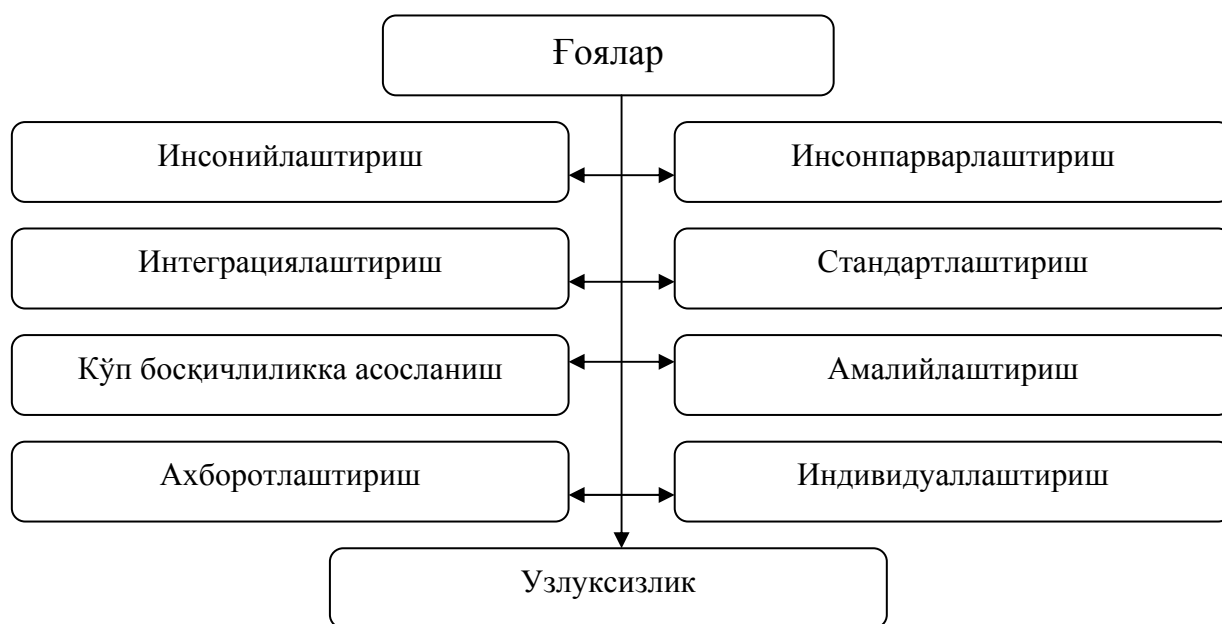 Ғоялар
Инсонийлаштириш
Инсонпарварлаштириш
Интеграциялаштириш
Стандартлаштириш
Кўп босқичлиликка асосланиш
Амалийлаштириш
Ахборотлаштириш
Индивидуаллаштириш
Узлуксизлик